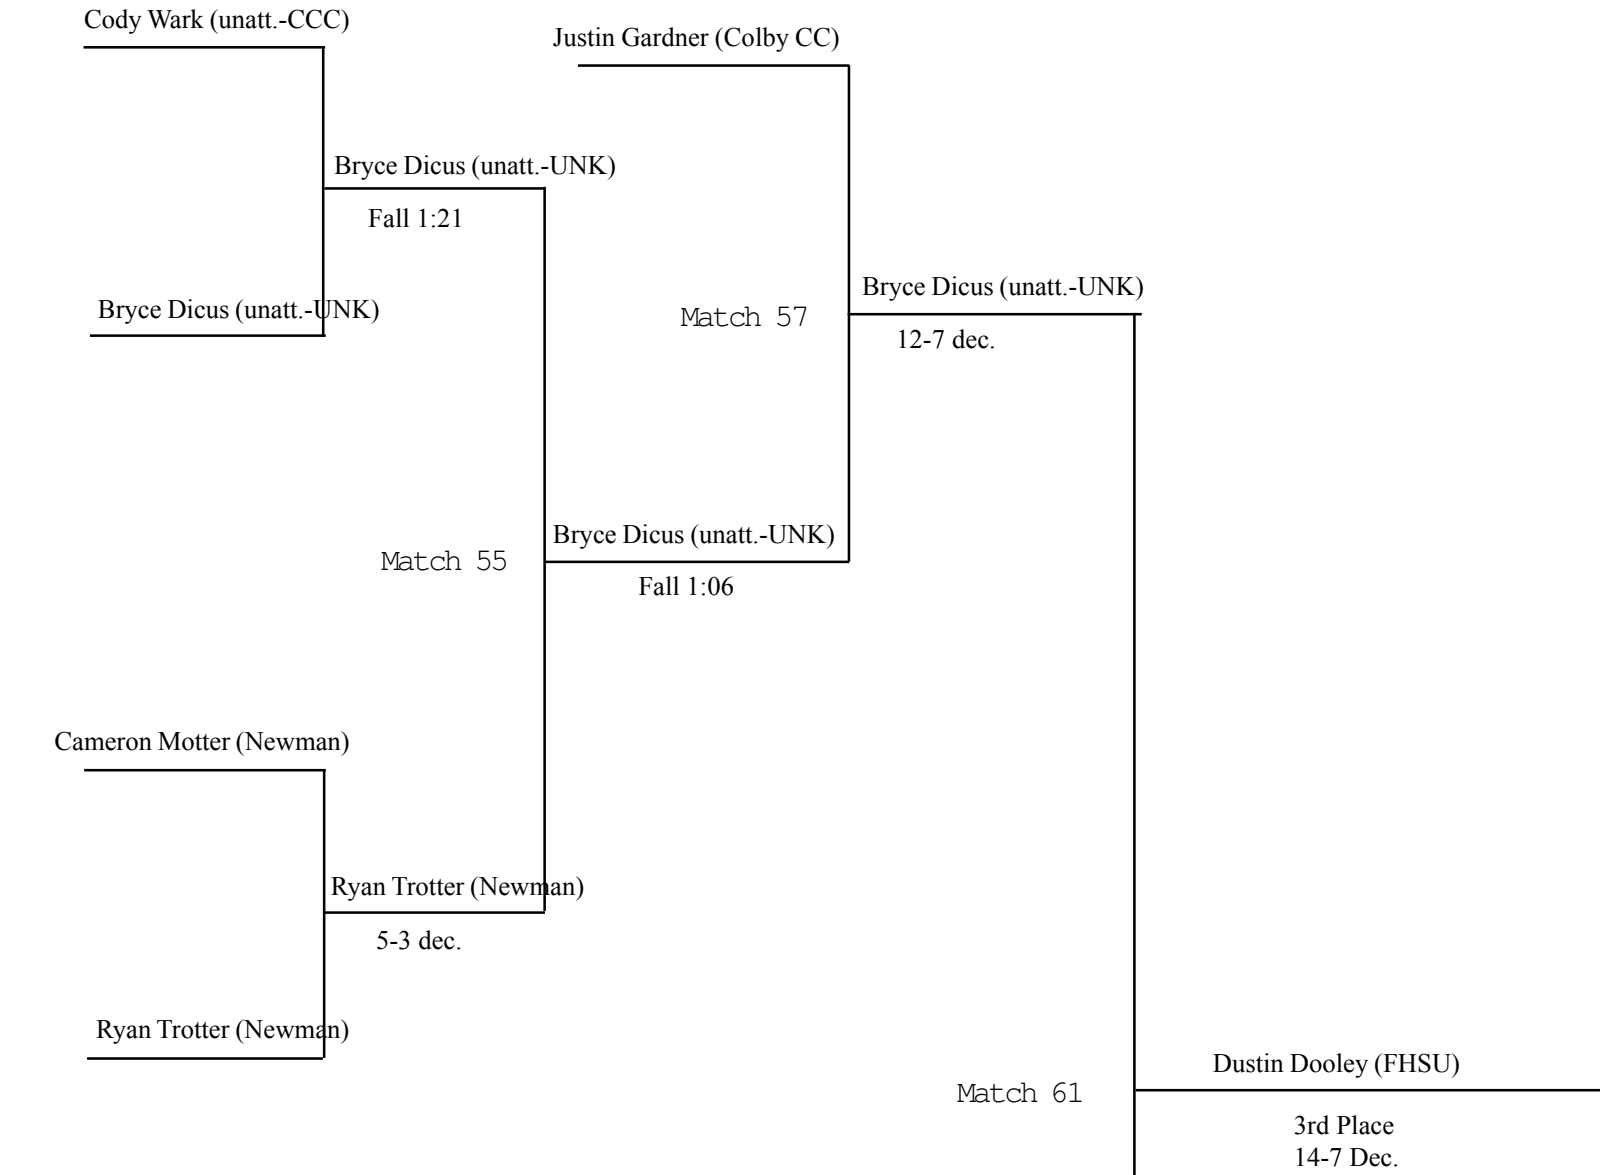 Cody Wark (unatt.-CCC)
Justin Gardner (Colby CC)
Bryce Dicus (unatt.-UNK)
Fall 1:21
Bryce Dicus (unatt.-UNK)
Bryce Dicus (unatt.-UNK)
Match 57
12-7 dec.
Bryce Dicus (unatt.-UNK)
Match 55
Fall 1:06
Cameron Motter (Newman)
Ryan Trotter (Newman)
5-3 dec.
Ryan Trotter (Newman)
Dustin Dooley (FHSU)
Match 61
3rd Place
14-7 Dec.